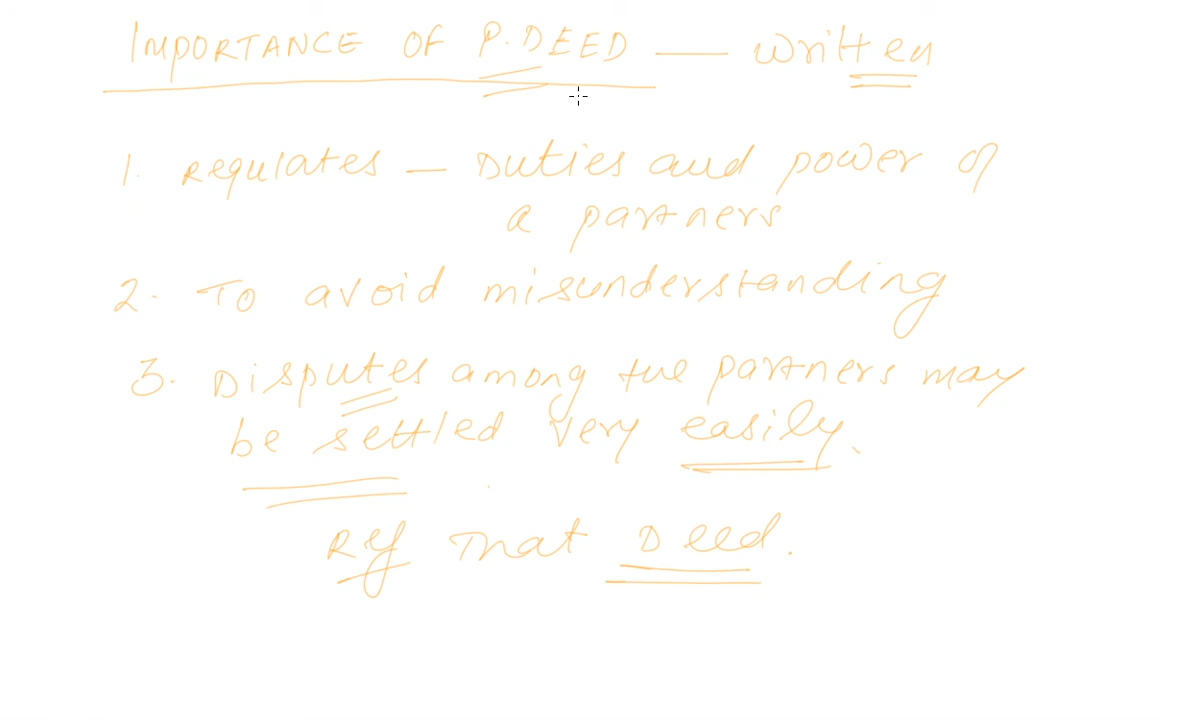 IMPORTANCE OF P.DEED — written
1. Regulates — Duties and power of
a partners
2. To avoid misunderstanding
3. Disputes among the partners may
be settled very easily.
Ref that Deed.